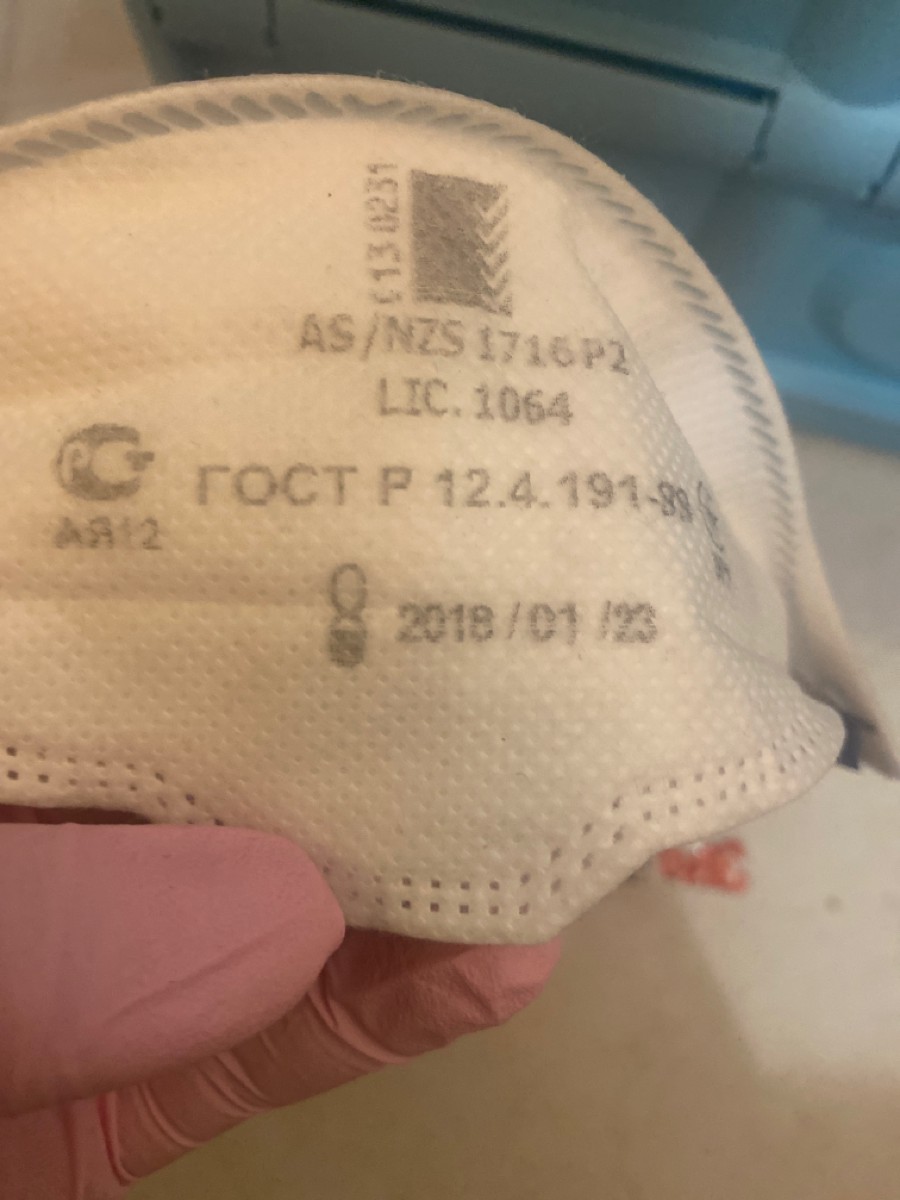 C13 0231
AS/NZS 1716 P2
LIC. 1064
ГОСТ Р 12.4.191-99
АЯ12
2018/01/23